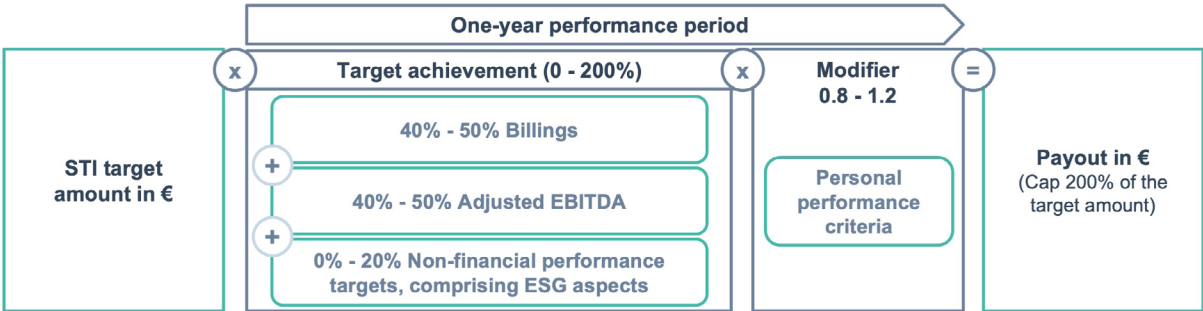 One-year performance period
STI target
amount in €
x
Target achievement (0 - 200%)
40% - 50% Billings
+
40% - 50% Adjusted EBITDA
+
0% - 20% Non-financial performance
targets, comprising ESG aspects
x
Modifier
0.8 - 1.2
Personal
performance
criteria
=
Payout in €
(Cap 200% of the
target amount)